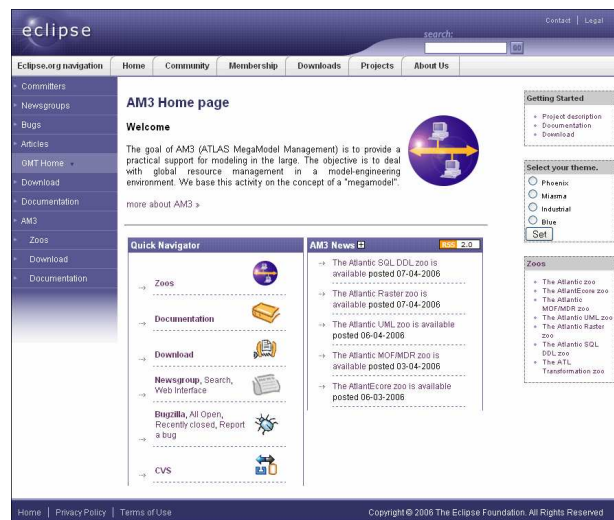 Contact | Legal
eclipse
search:
GO
Eclipse.org navigation
Home
Community
Membership
Downloads
Projects
About Us
Committers
Newsgroups
Bugs
Articles
GMT Home
Download
Documentation
AM3
Zoos
Download
Documentation
AM3 Home page
Welcome
The goal of AM3 (ATLAS MegaModel Management) is to provide a
practical support for modeling in the large. The objective is to deal
with global resource management in a model-engineering
environment. We base this activity on the concept of a "megamodel".
more about AM3 »
Quick Navigator
Zoos
Documentation
Download
Newsgroup, Search,
Web Interface
Bugzilla, All Open,
Recently closed, Report
a bug
CVS
AM3 News
RSS 2.0
The Atlantic SQL DDL zoo is
available posted 07-04-2006
The Atlantic Raster zoo is
available posted 07-04-2006
The Atlantic UML zoo is available
posted 06-04-2006
The Atlantic MOF/MDR zoo is
available posted 03-04-2006
The AtlantEcore zoo is available
posted 06-03-2006
Getting Started
Project description
Documentation
Download
Select your theme.
Phoenix
Miasma
Industrial
Blue
Set
Zoos
The Atlantic zoo
The AtlantEcore zoo
The Atlantic
MOF/MDR zoo
The Atlantic UML zoo
The Atlantic Raster
zoo
The Atlantic SQL
DDL zoo
The ATL
Transformation zoo
Home | Privacy Policy | Terms of Use
Copyright © 2006 The Eclipse Foundation. All Rights Reserved